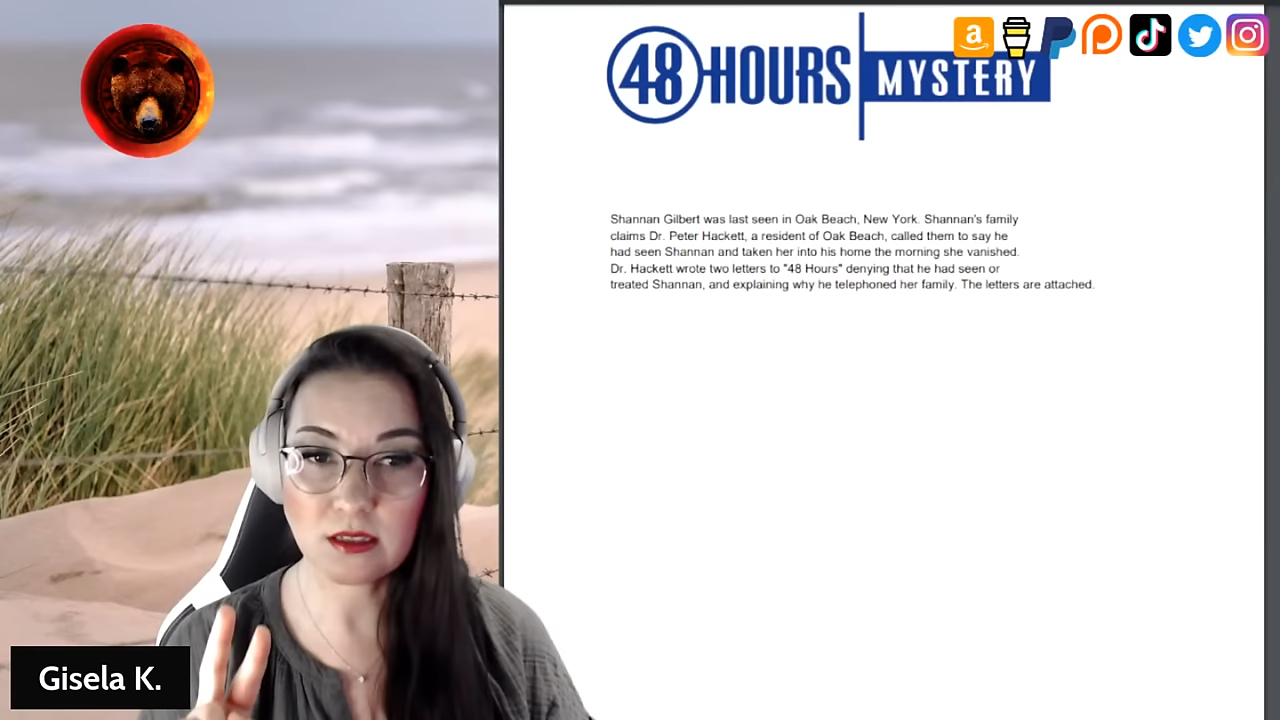 48 HOURS MYSTERY
Shannan Gilbert was last seen in Oak Beach, New York. Shannan's family
claims Dr. Peter Hackett, a resident of Oak Beach, called them to say he
had seen Shannan and taken her into his home the morning she vanished.
Dr. Hackett wrote two letters to "48 Hours" denying that he had seen or
treated Shannan, and explaining why he telephoned her family. The letters are attached.
Gisela K.